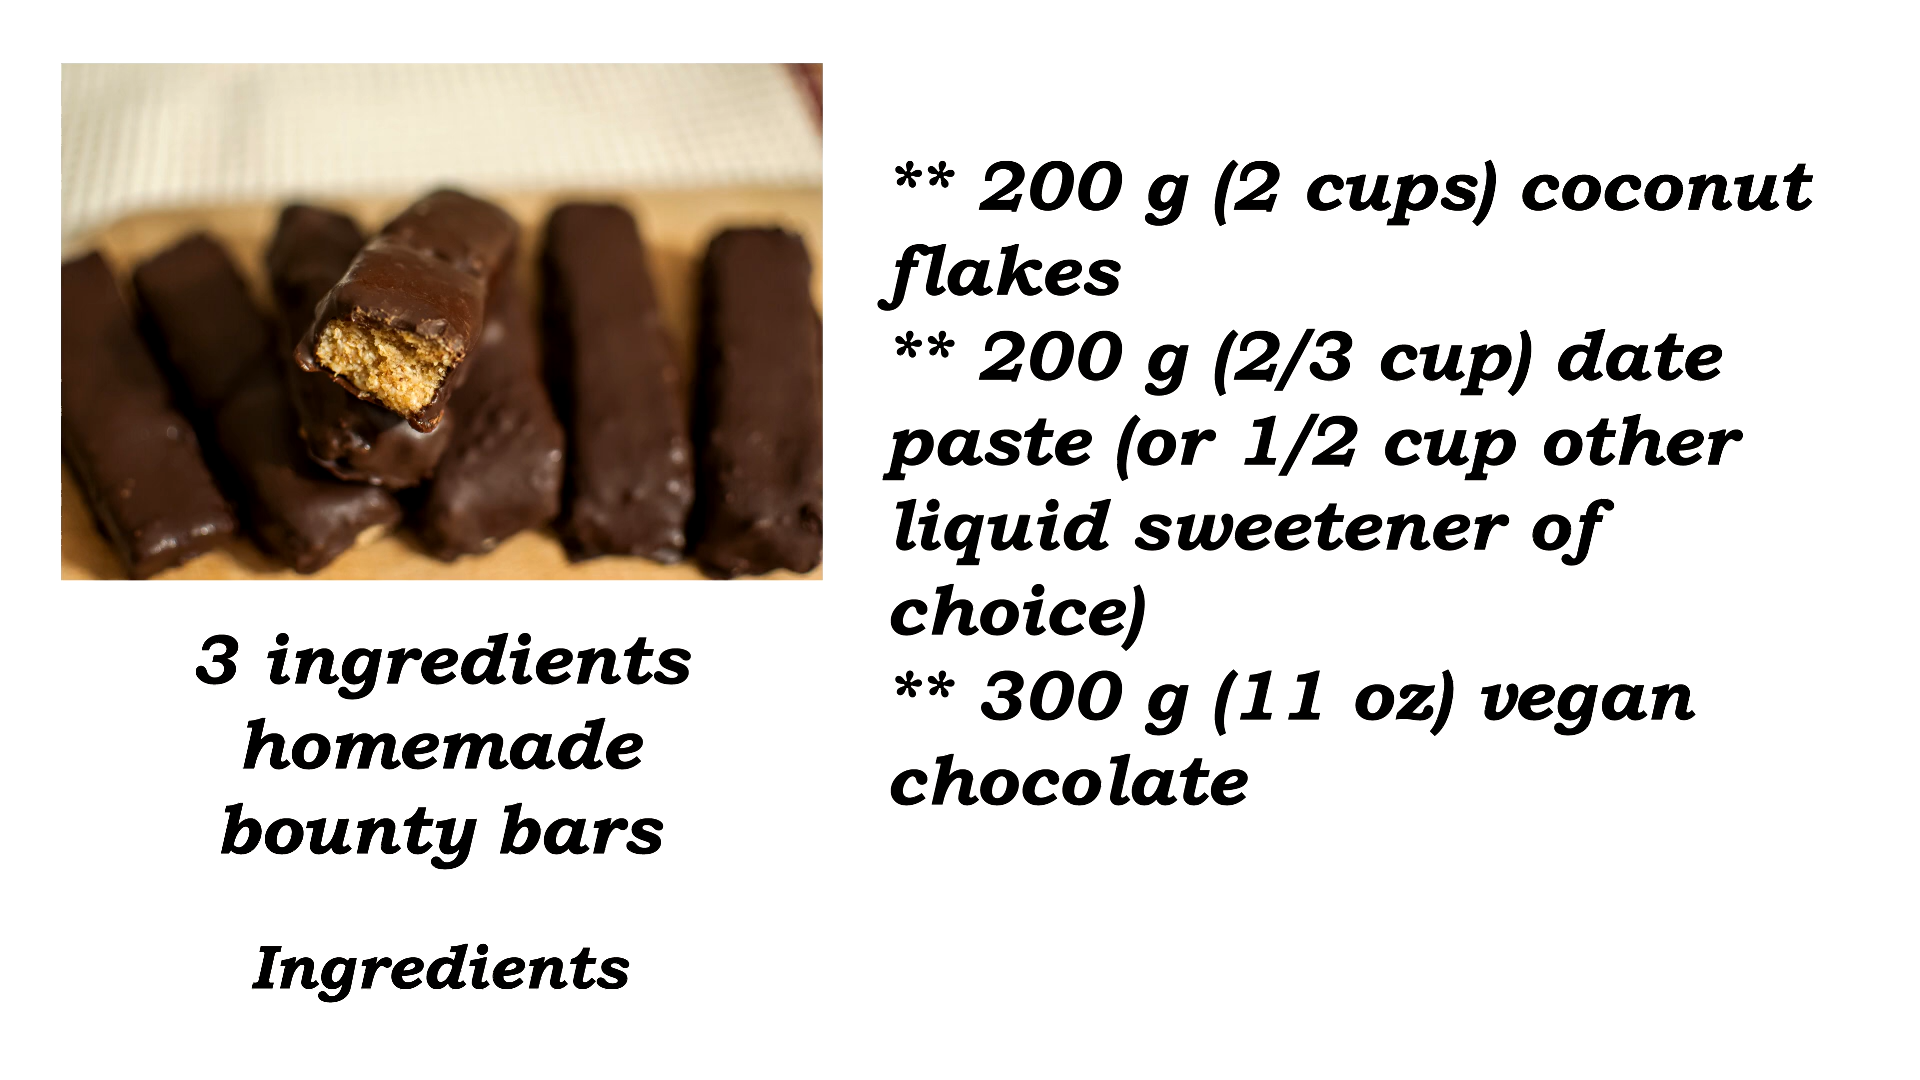 3 ingredients
homemade
bounty bars
Ingredients
** 200 g (2 cups) coconut
flakes
** 200 g (2/3 cup) date
paste (or 1/2 cup other
liquid sweetener of
choice)
** 300 g (11 oz) vegan
chocolate